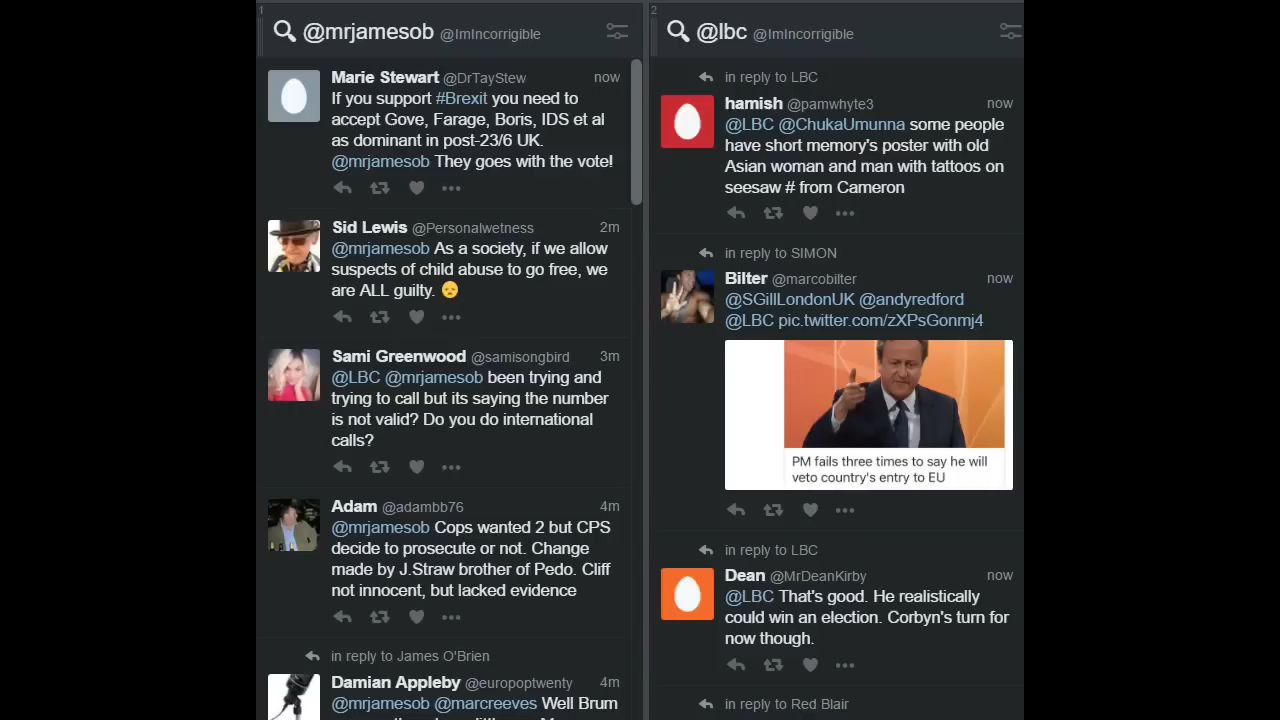 1
@mrjamesob @ImIncorrigible
Marie Stewart @DrTayStew now
If you support #Brexit you need to
accept Gove, Farage, Boris, IDS et al
as dominant in post-23/6 UK.
@mrjamesob They goes with the vote!
Sid Lewis @Personalwetness 2m
@mrjamesob As a society, if we allow
suspects of child abuse to go free, we
are ALL guilty. 😞
Sami Greenwood @samisongbird 3m
@LBC @mrjamesob been trying and
trying to call but its saying the number
is not valid? Do you do international
calls?
Adam @adambb76 4m
@mrjamesob Cops wanted 2 but CPS
decide to prosecute or not. Change
made by J.Straw brother of Pedo. Cliff
not innocent, but lacked evidence
in reply to James O'Brien
Damian Appleby @europoptwenty 4m
@mrjamesob @marcreeves Well Brum
2
@lbc @ImIncorrigible
in reply to LBC
hamish @pamwhyte3 now
@LBC @ChukaUmunna some people
have short memory's poster with old
Asian woman and man with tattoos on
seesaw # from Cameron
in reply to SIMON
Bilter @marcobilter now
@SGillLondonUK @andyredford
@LBC pic.twitter.com/zXPsGonmj4
PM fails three times to say he will
veto country's entry to EU
in reply to LBC
Dean @MrDeanKirby now
@LBC That's good. He realistically
could win an election. Corbyn's turn for
now though.
in reply to Red Blair